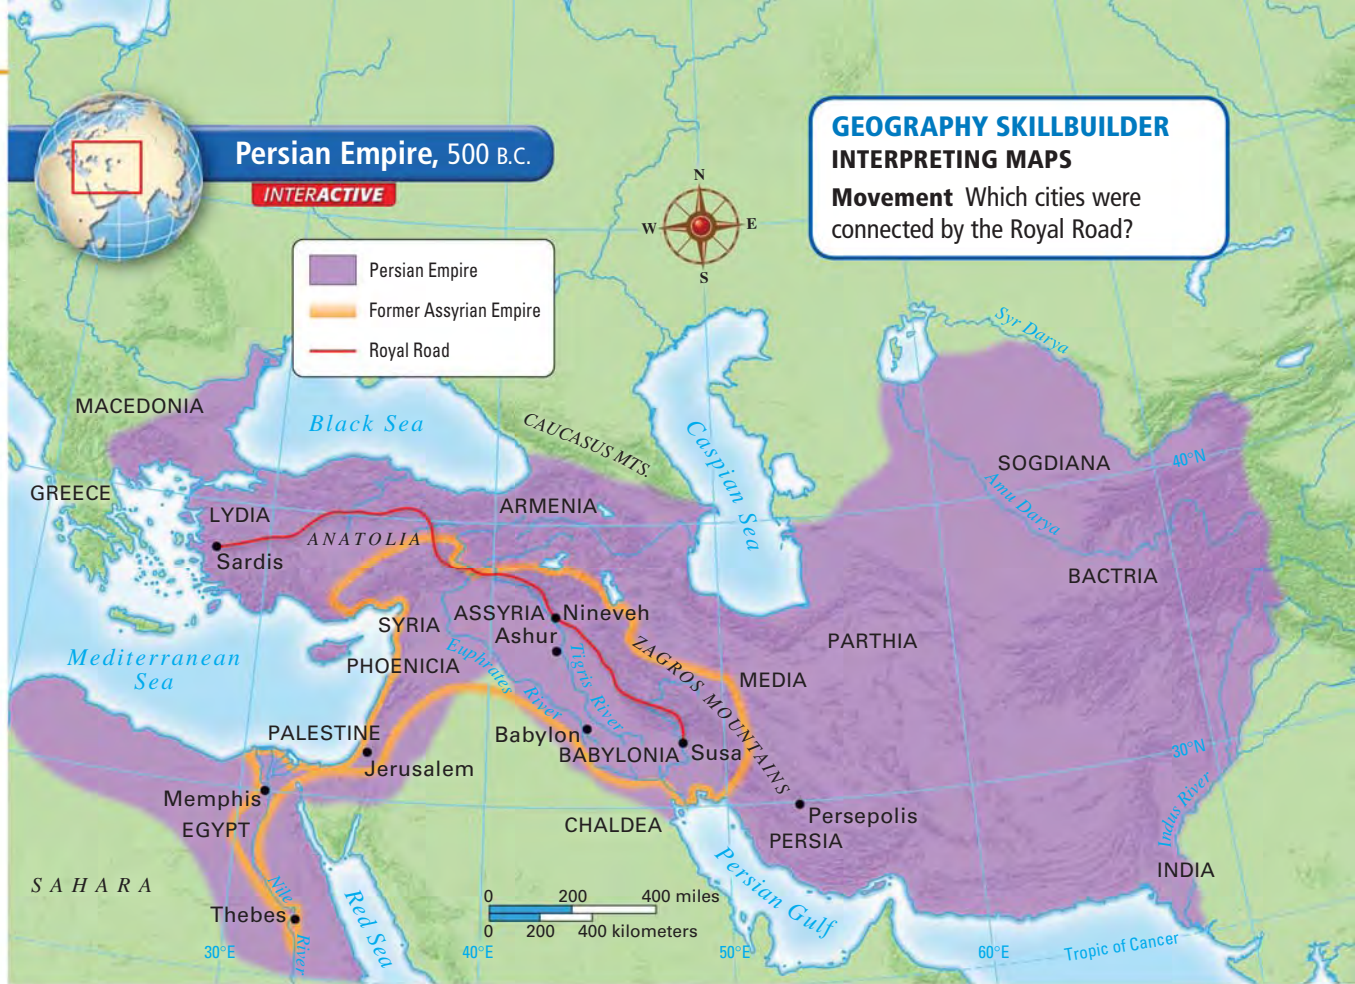 Persian Empire, 500 B.C.
INTERACTIVE
GEOGRAPHY SKILLBUILDER
INTERPRETING MAPS
Movement Which cities were
connected by the Royal Road?
N
W
E
S
Persian Empire
Former Assyrian Empire
Royal Road
MACEDONIA
Black Sea
CAUCASUS MTS.
Caspian Sea
Syr Darya
SOGDIANA
40°N
Amu Darya
BACTRIA
GREECE
LYDIA
Sardis
ANATOLIA
ARMENIA
ASSYRIA
Nineveh
Ashur
SYRIA
PHOENICIA
Euphrates River
Tigris River
ZAGROS MOUNTAINS
MEDIA
PARTHIA
Mediterranean
Sea
PALESTINE
Jerusalem
Babylon
BABYLONIA
Susa
30°N
Indus River
Memphis
EGYPT
CHALDEA
Persepolis
PERSIA
Persian Gulf
INDIA
SAHARA
Nile River
Thebes
Red Sea
0 200 400 miles
0 200 400 kilometers
30°E
40°E
50°E
60°E
Tropic of Cancer